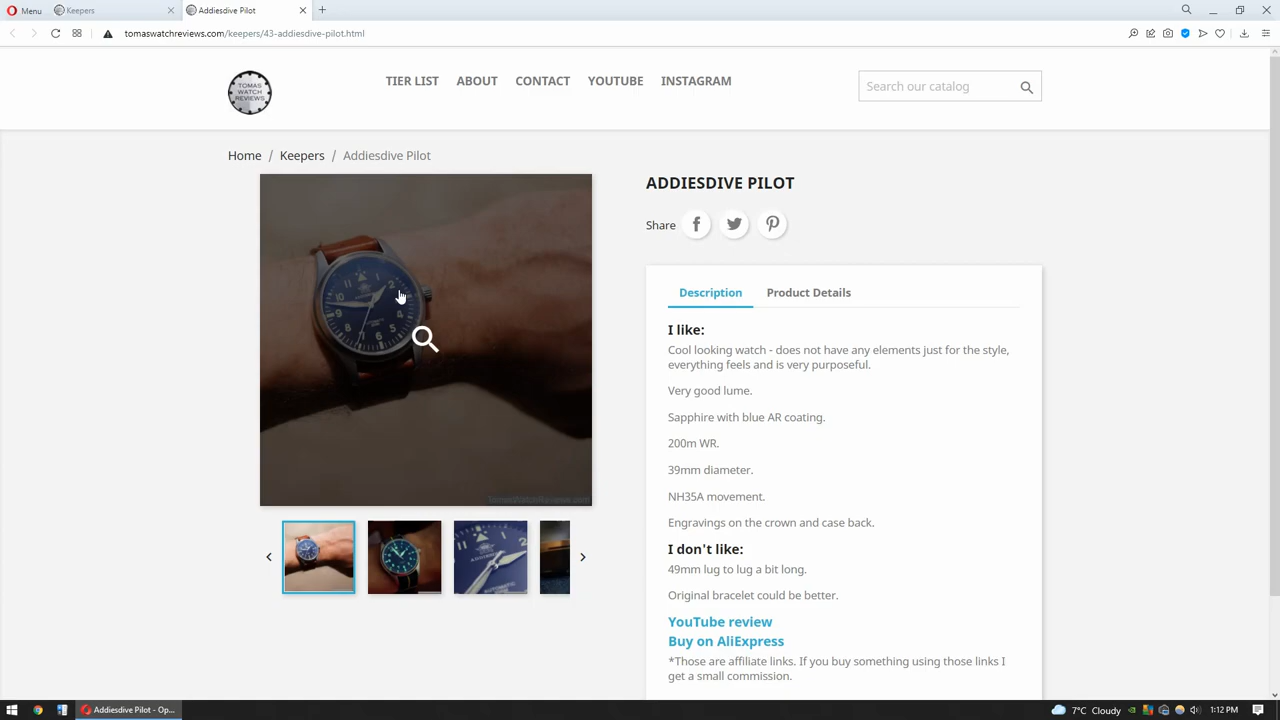 Menu
Keepers
Addiesdive Pilot
tomaswatchreviews.com/keepers/43-addiesdive-pilot.html
TOMAS
WATCH
REVIEWS
TIER LIST
ABOUT
CONTACT
YOUTUBE
INSTAGRAM
Search our catalog
Home / Keepers / Addiesdive Pilot
TomasWatchReviews.com
ADDIESDIVE PILOT
Share
Description
Product Details
I like:
Cool looking watch - does not have any elements just for the style,
everything feels and is very purposeful.
Very good lume.
Sapphire with blue AR coating.
200m WR.
39mm diameter.
NH35A movement.
Engravings on the crown and case back.
I don't like:
49mm lug to lug a bit long.
Original bracelet could be better.
YouTube review
Buy on AliExpress
*Those are affiliate links. If you buy something using those links I
get a small commission.
Addiesdive Pilot - Op...
7°C Cloudy
1:12 PM